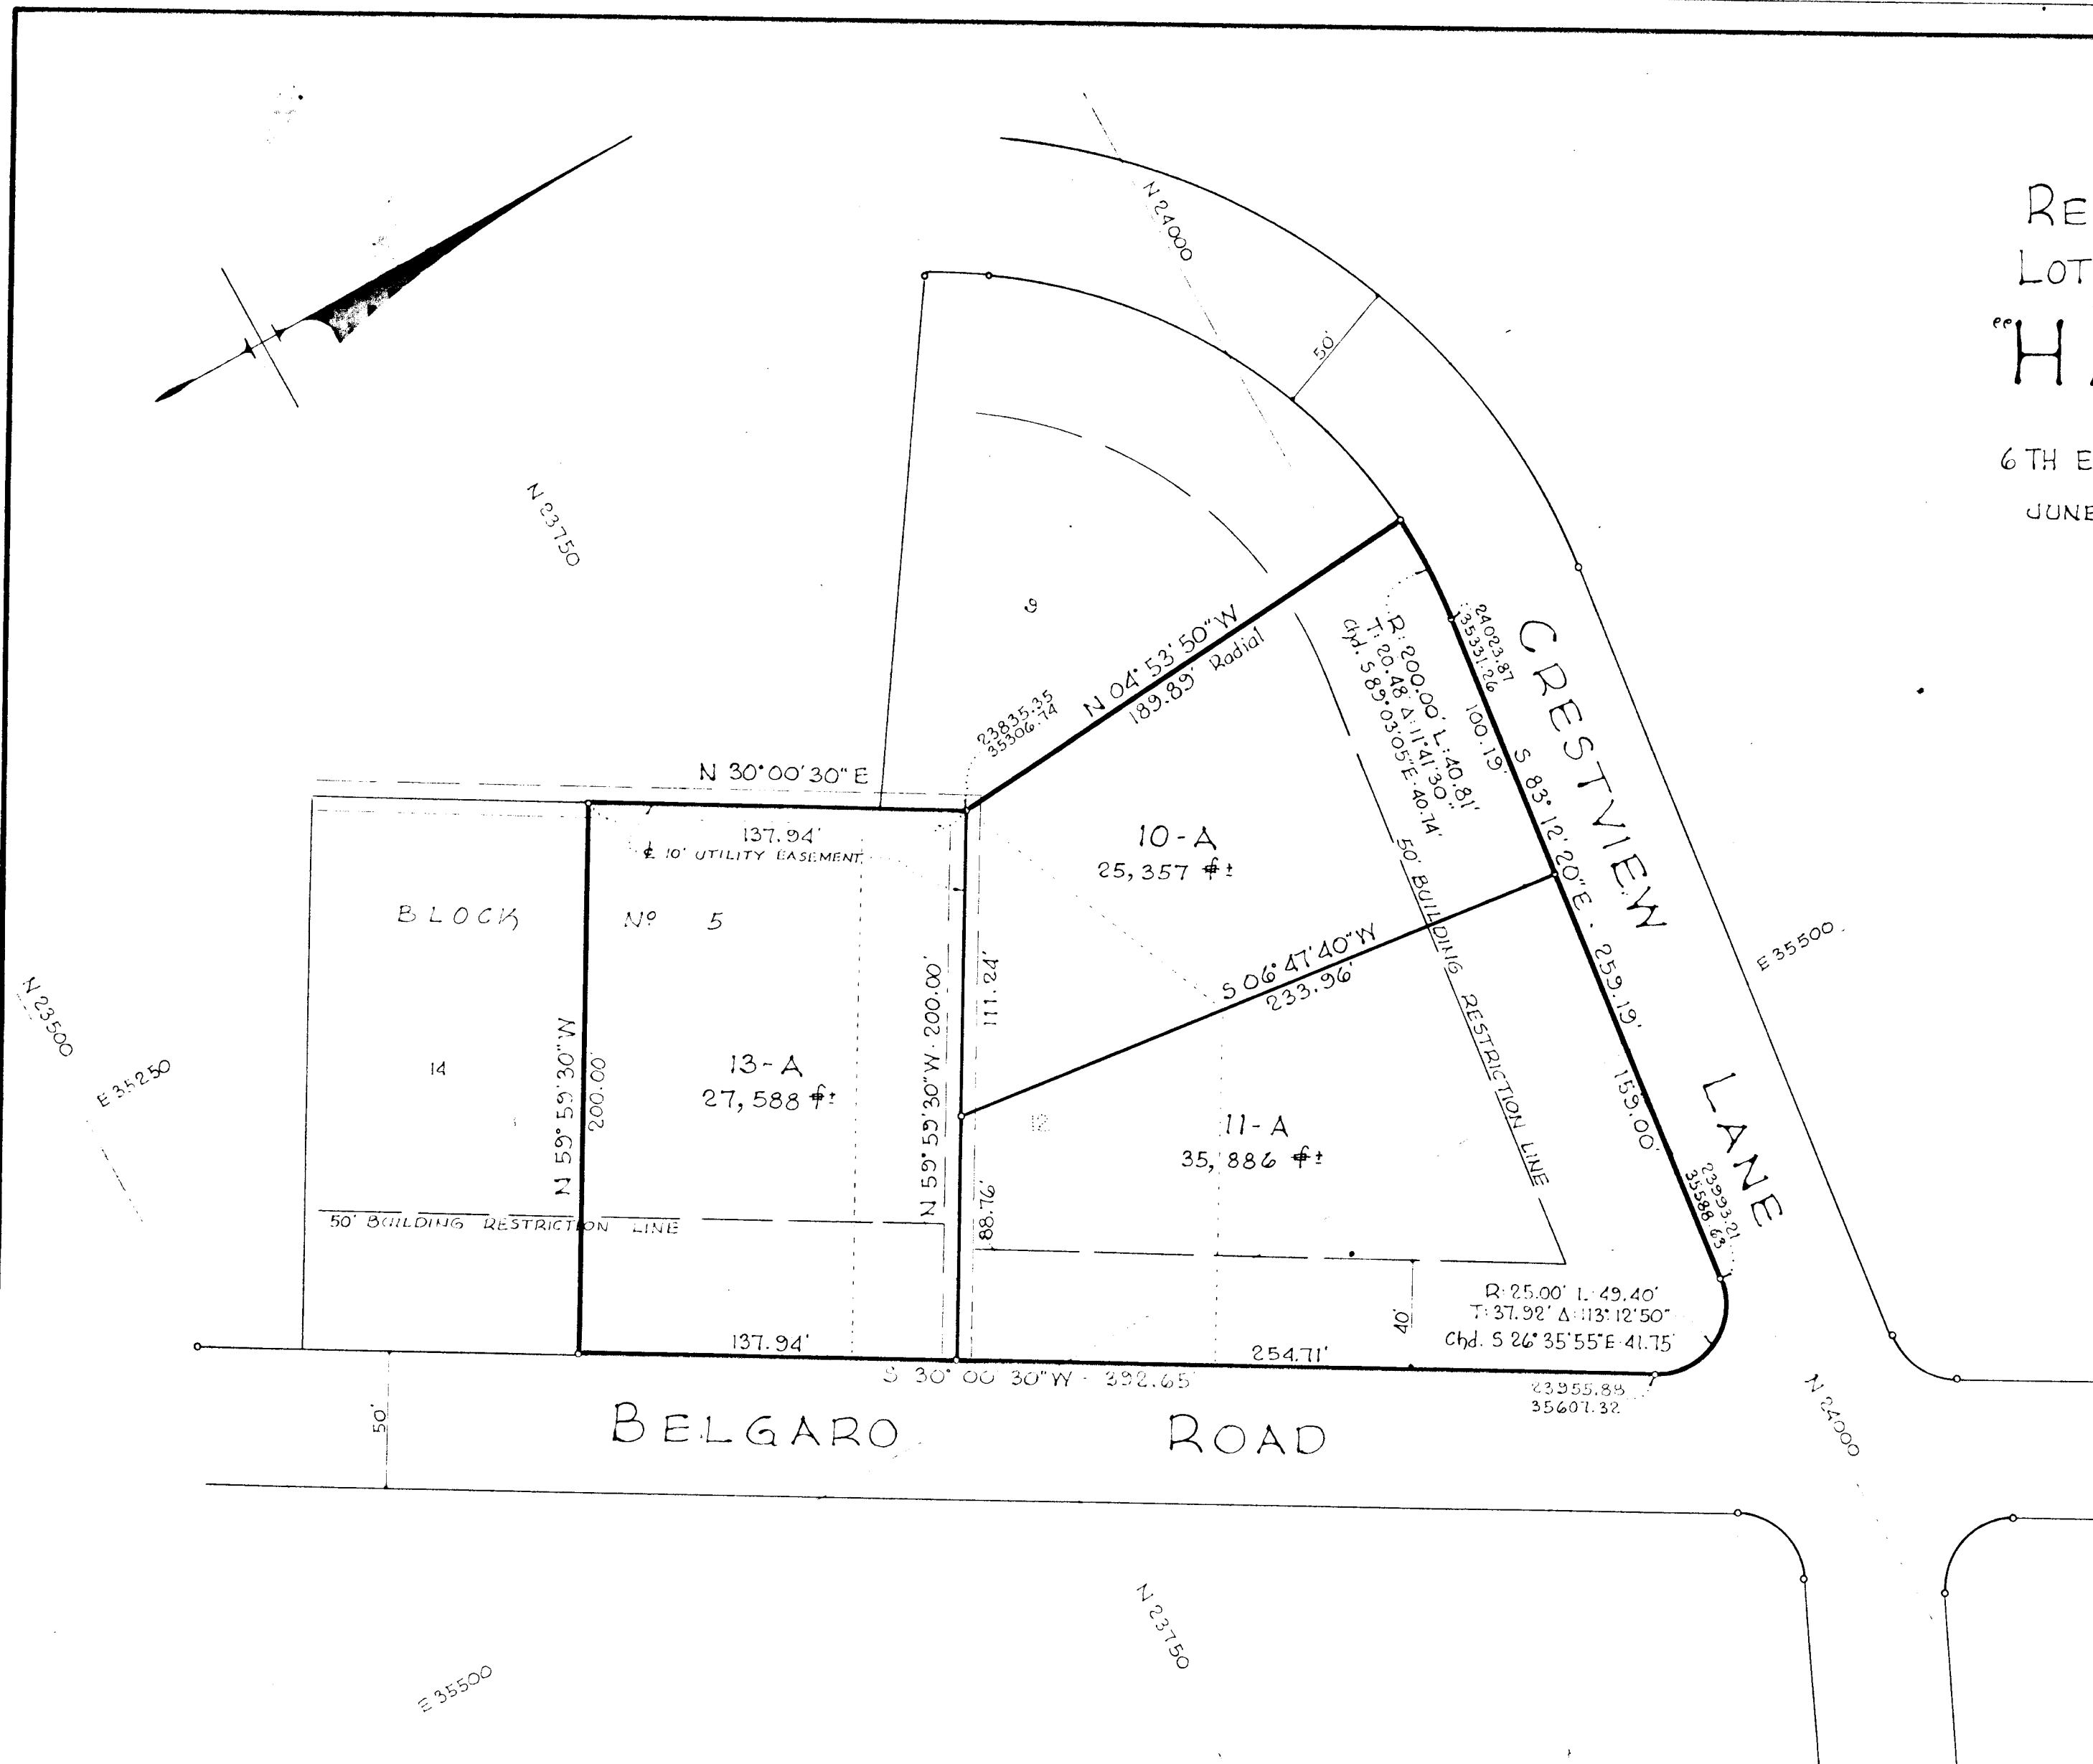 RE
LOT
"H
6TH E
JUNE
N 24000
50'
N 23750
9
N 04° 53' 50" W
189.89' Radial
23835.35
35306.74
R: 200.00' L: 40.81'
T: 20.48' Δ: 11°41'30"
Chd. S 89°03'05"E · 40.74'
24023.87
35331.26
CRESTVIEW LANE
100.19'
S 83° 12' 20" E · 259.19'
159.00'
N 30°00'30" E
137.94'
℄ 10' UTILITY EASEMENT
10-A
25,357 ⏍±
BLOCK Nº 5
50' BUILDING RESTRICTION LINE
E 35500
S 06° 47' 40" W
233.96'
N 23500
E 35250
14
N 59° 59' 30" W
200.00'
13-A
27,588 ⏍±
N 59° 59' 30" W · 200.00'
111.24'
88.76'
12
11-A
35,886 ⏍±
23993.21
35588.63
50' BUILDING RESTRICTION LINE
40'
R: 25.00' L: 49.40'
T: 37.92' Δ: 113°12'50"
Chd. S 26° 35' 55" E · 41.75'
137.94'
254.71'
S 30° 00' 30" W · 392.65'
23955.88
35607.32
50'
BELGARO ROAD
N 24000
N 23750
E 35500